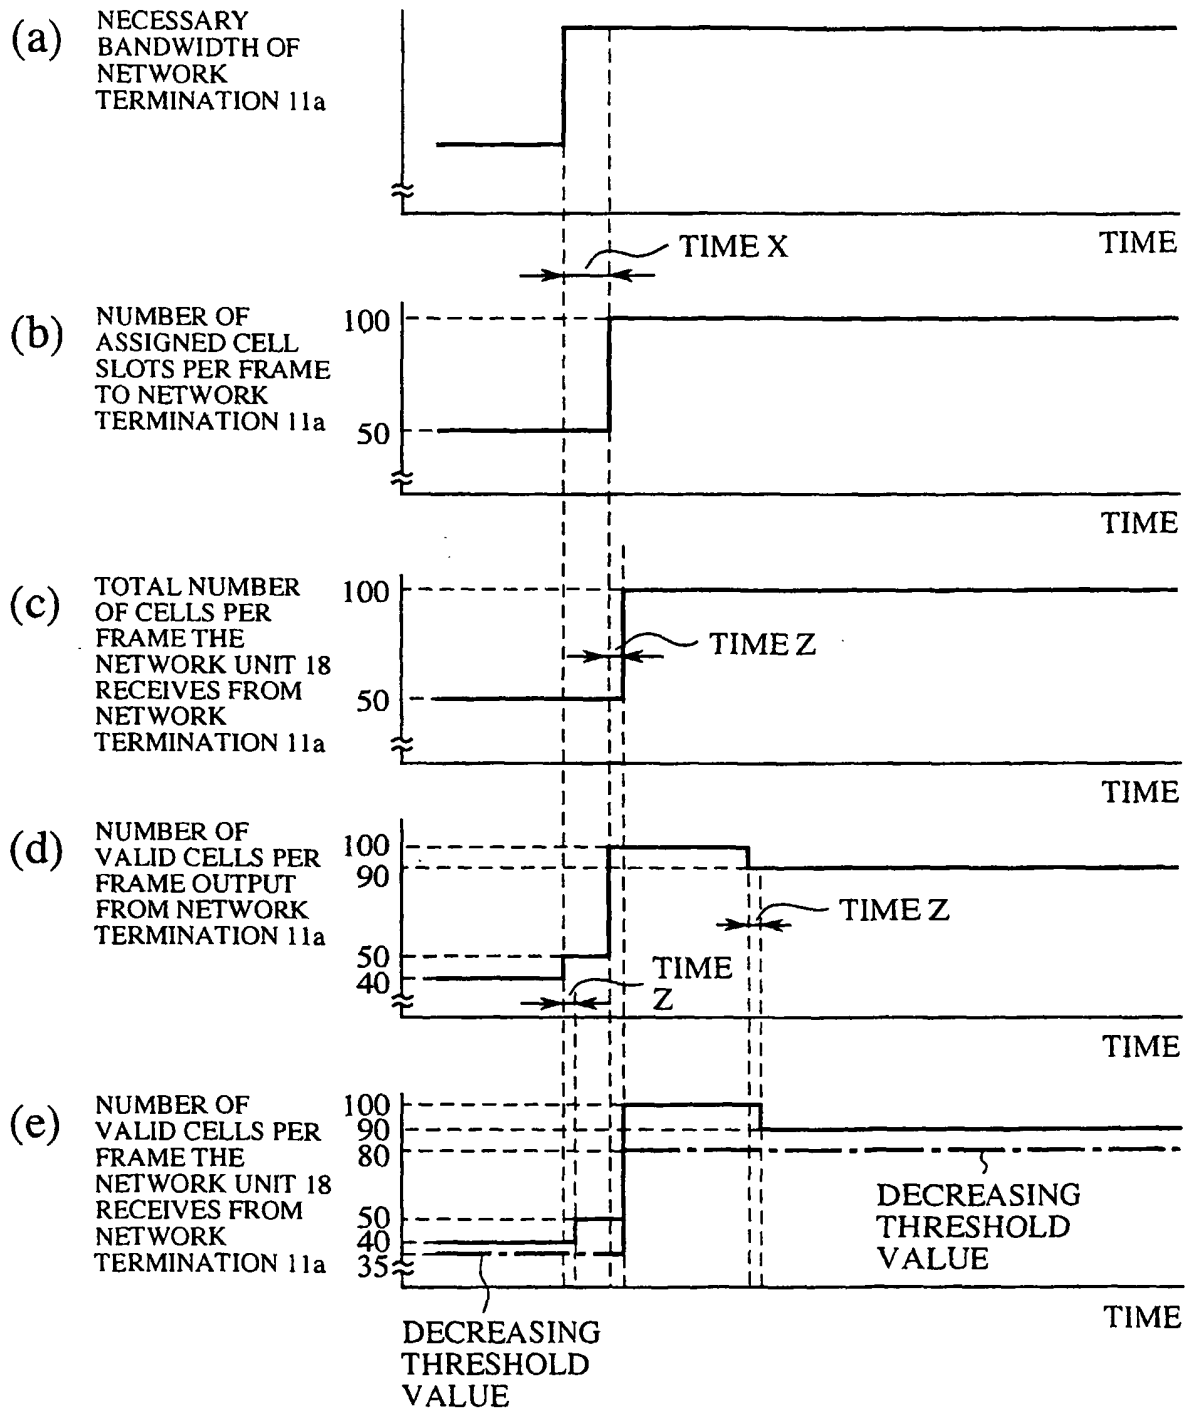 (a)
NECESSARY
BANDWIDTH OF
NETWORK
TERMINATION 11a
TIME
TIME X
(b)
NUMBER OF
ASSIGNED CELL
SLOTS PER FRAME
TO NETWORK
TERMINATION 11a
100
50
TIME
(c)
TOTAL NUMBER
OF CELLS PER
FRAME THE
NETWORK UNIT 18
RECEIVES FROM
NETWORK
TERMINATION 11a
100
50
TIME Z
TIME
(d)
NUMBER OF
VALID CELLS PER
FRAME OUTPUT
FROM NETWORK
TERMINATION 11a
100
90
50
40
TIME Z
TIME
Z
TIME
(e)
NUMBER OF
VALID CELLS PER
FRAME THE
NETWORK UNIT 18
RECEIVES FROM
NETWORK
TERMINATION 11a
100
90
80
50
40
35
DECREASING
THRESHOLD
VALUE
TIME
DECREASING
THRESHOLD
VALUE